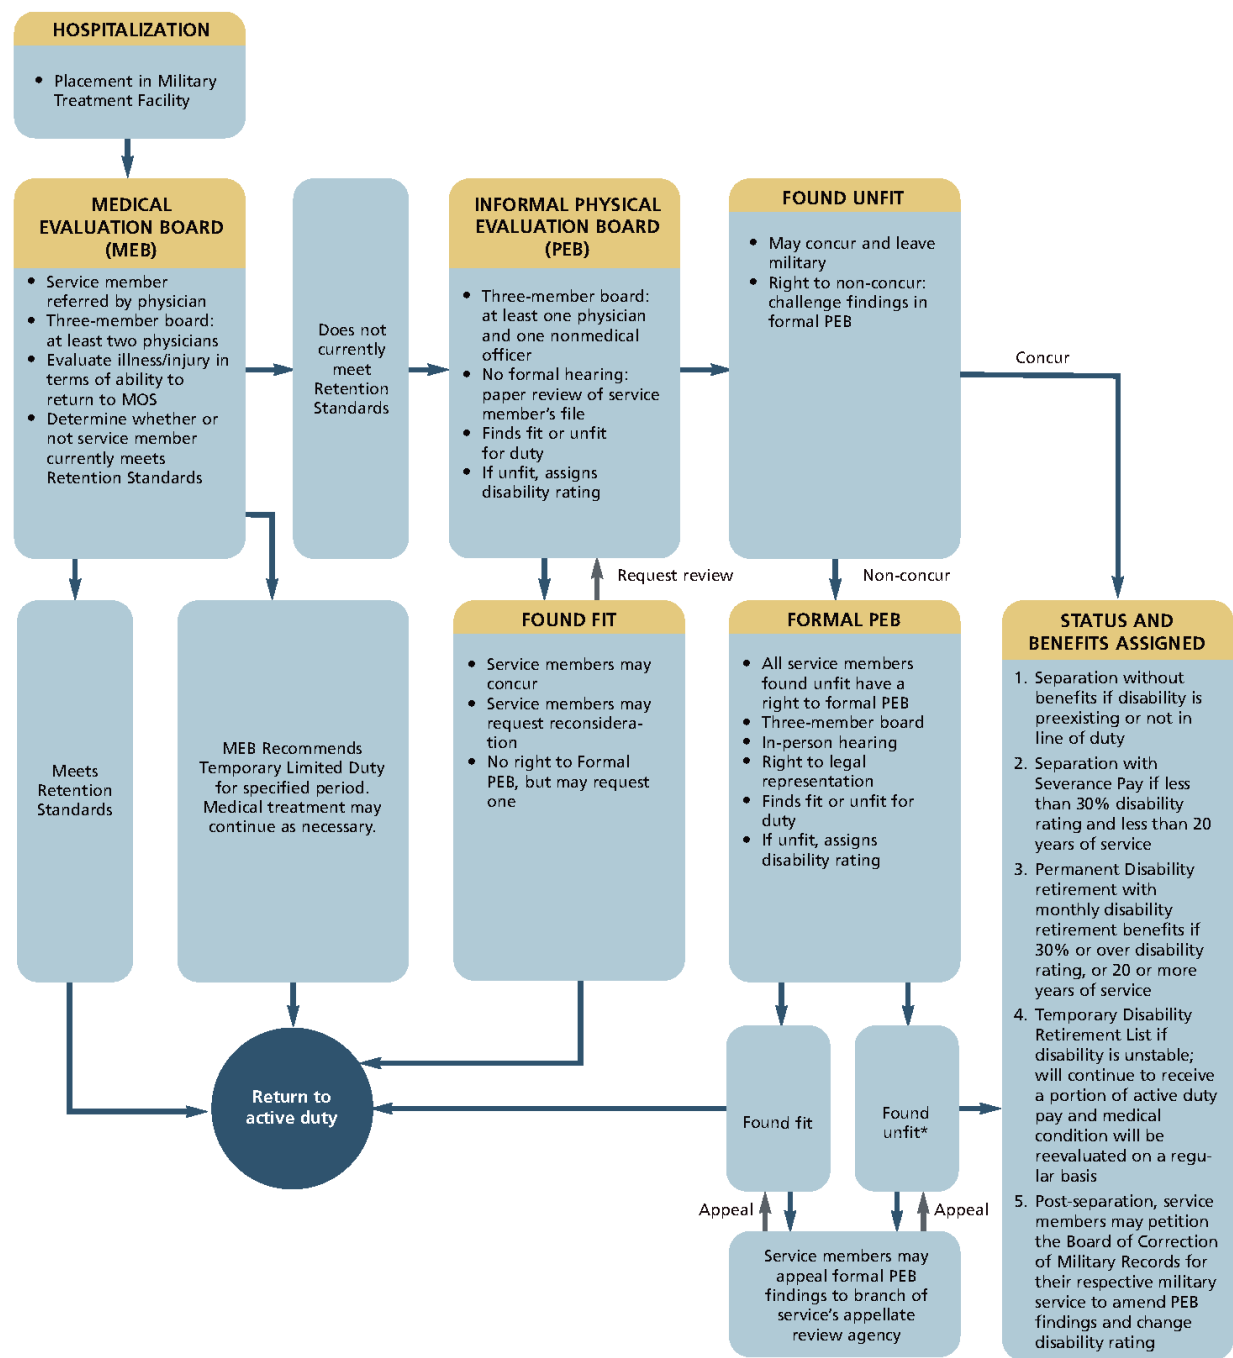 HOSPITALIZATION
• Placement in Military
Treatment Facility
MEDICAL
EVALUATION BOARD
(MEB)
• Service member
referred by physician
• Three-member board:
at least two physicians
• Evaluate illness/injury in
terms of ability to
return to MOS
• Determine whether or
not service member
currently meets
Retention Standards
Does not
currently
meet
Retention
Standards
INFORMAL PHYSICAL
EVALUATION BOARD
(PEB)
• Three-member board:
at least one physician
and one nonmedical
officer
• No formal hearing:
paper review of service
member’s file
• Finds fit or unfit
for duty
• If unfit, assigns
disability rating
FOUND UNFIT
• May concur and leave
military
• Right to non-concur:
challenge findings in
formal PEB
Concur
Request review
Non-concur
Meets
Retention
Standards
MEB Recommends
Temporary Limited Duty
for specified period.
Medical treatment may
continue as necessary.
FOUND FIT
• Service members may
concur
• Service members may
request reconsidera-
tion
• No right to Formal
PEB, but may request
one
FORMAL PEB
• All service members
found unfit have a
right to formal PEB
• Three-member board
• In-person hearing
• Right to legal
representation
• Finds fit or unfit for
duty
• If unfit, assigns
disability rating
STATUS AND
BENEFITS ASSIGNED
1. Separation without
benefits if disability is
preexisting or not in
line of duty
2. Separation with
Severance Pay if less
than 30% disability
rating and less than 20
years of service
3. Permanent Disability
retirement with
monthly disability
retirement benefits if
30% or over disability
rating, or 20 or more
years of service
4. Temporary Disability
Retirement List if
disability is unstable;
will continue to receive
a portion of active duty
pay and medical
condition will be
reevaluated on a regu-
lar basis
5. Post-separation, service
members may petition
the Board of Correction
of Military Records for
their respective military
service to amend PEB
findings and change
disability rating
Return to
active duty
Found fit
Found
unfit*
Appeal
Appeal
Service members may
appeal formal PEB
findings to branch of
service’s appellate
review agency